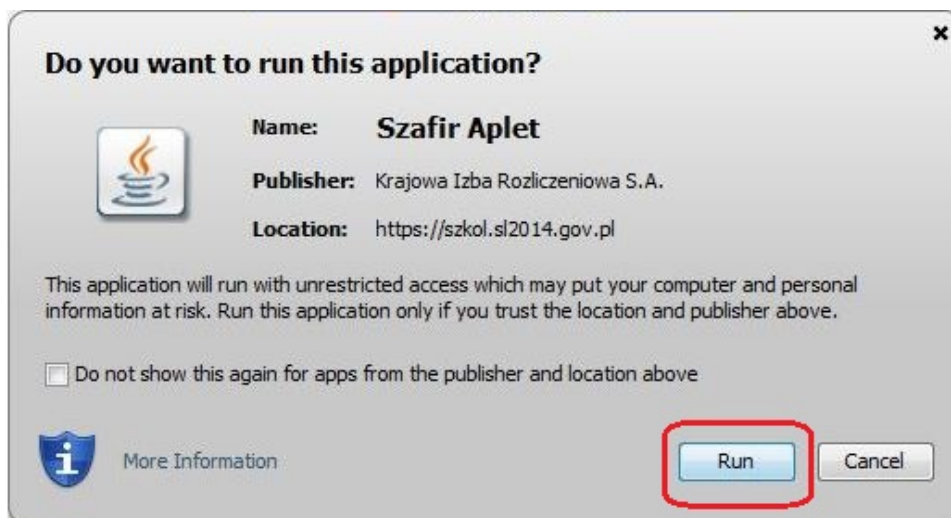 Do you want to run this application?
Name: Szafir Aplet
Publisher: Krajowa Izba Rozliczeniowa S.A.
Location: https://szkol.sl2014.gov.pl
This application will run with unrestricted access which may put your computer and personal
information at risk. Run this application only if you trust the location and publisher above.
Do not show this again for apps from the publisher and location above
More Information
Run
Cancel